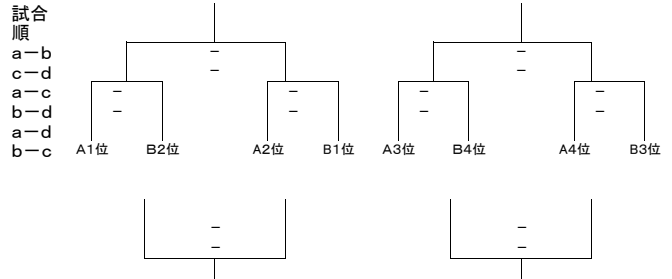 試合
順
a－b
c－d
a－c
b－d
a－d
b－c
－ －
－ －
－ － － －
－ － － －
A1位 B2位 A2位 B1位 A3位 B4位 A4位 B3位
－ －
－ －